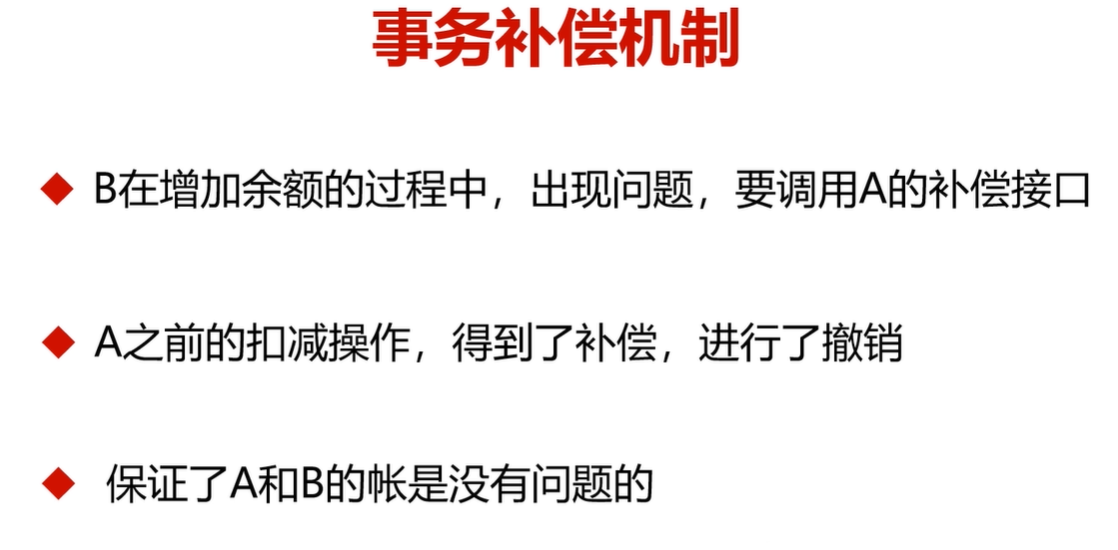 事务补偿机制
B在增加余额的过程中，出现问题，要调用A的补偿接口
A之前的扣减操作，得到了补偿，进行了撤销
保证了A和B的帐是没有问题的